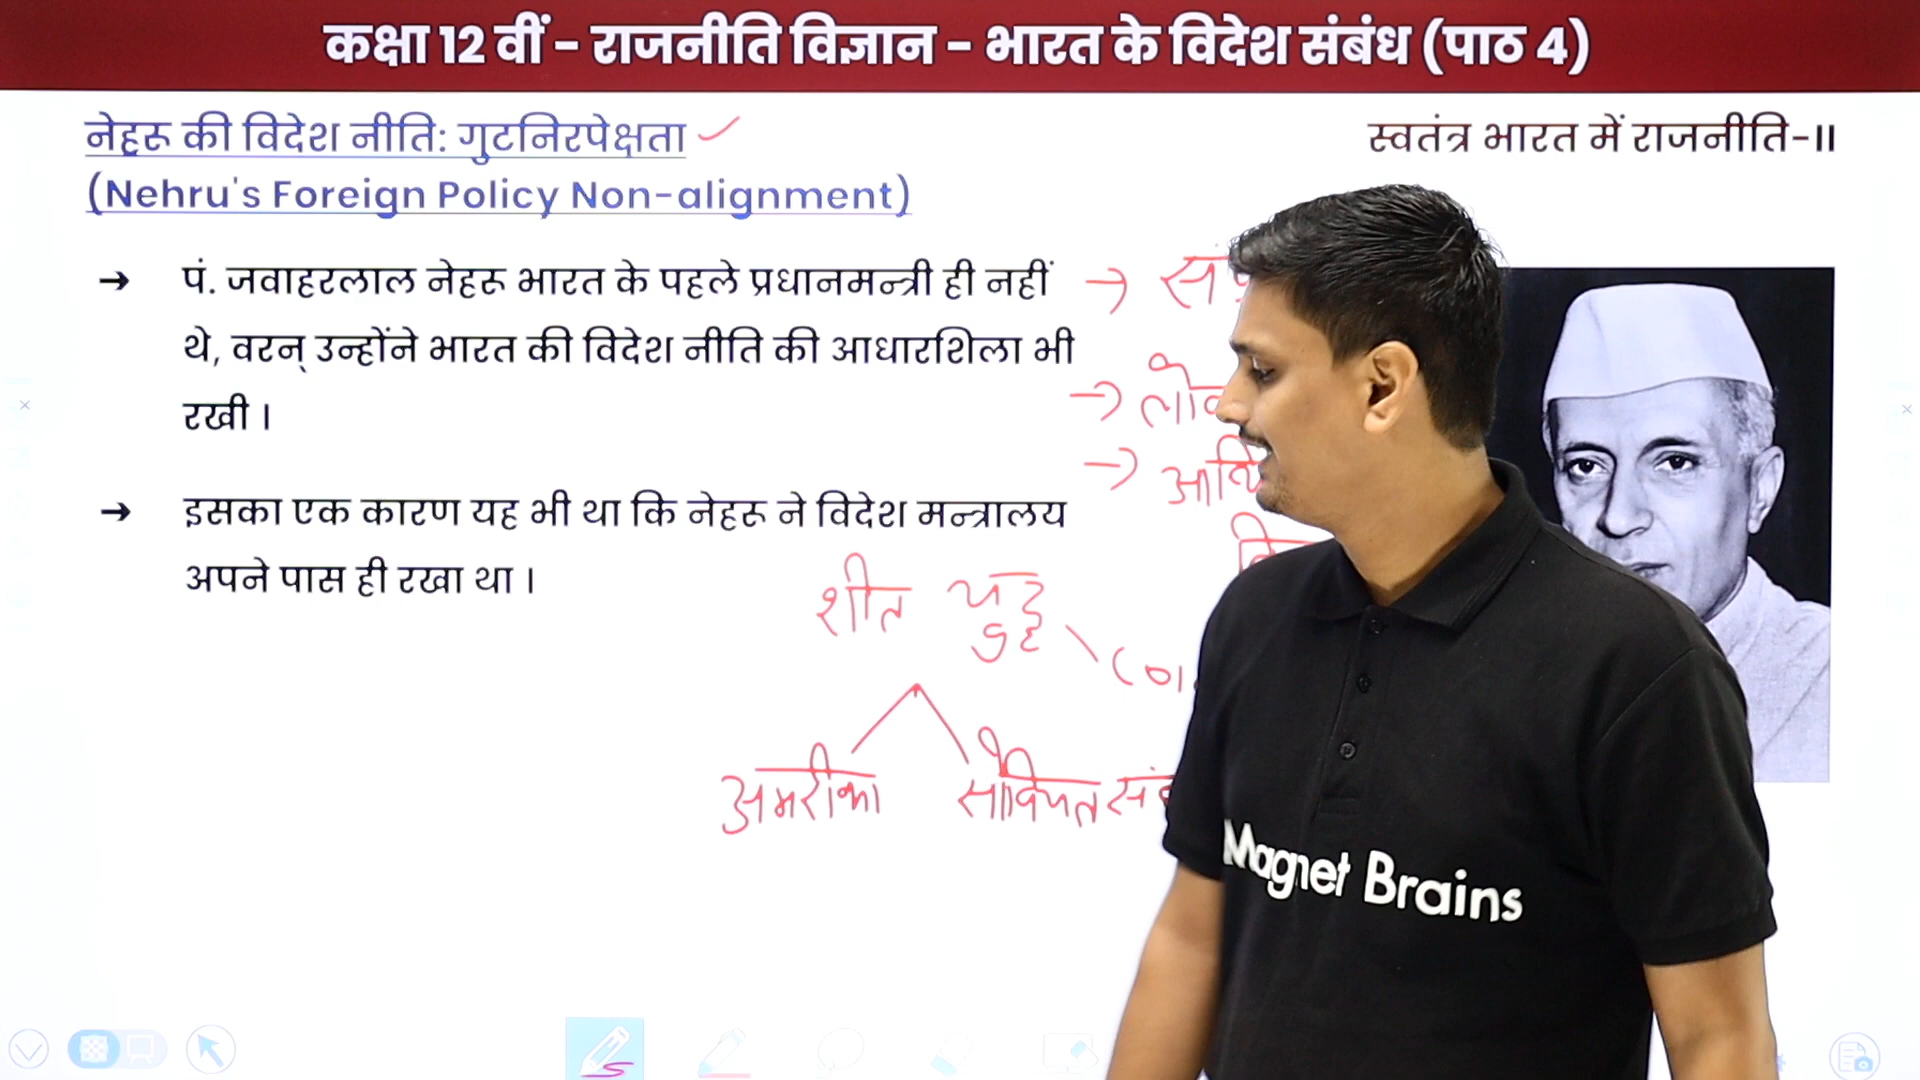 कक्षा 12 वीं - राजनीति विज्ञान - भारत के विदेश संबंध (पाठ 4)
नेहरू की विदेश नीति: गुटनिरपेक्षता
(Nehru's Foreign Policy Non-alignment)
स्वतंत्र भारत में राजनीति-II
→ पं. जवाहरलाल नेहरू भारत के पहले प्रधानमन्त्री ही नहीं
थे, वरन् उन्होंने भारत की विदेश नीति की आधारशिला भी
रखी।
→ इसका एक कारण यह भी था कि नेहरू ने विदेश मन्त्रालय
अपने पास ही रखा था।
शीत युद्ध
अमरीका सोवियत
Magnet Brains